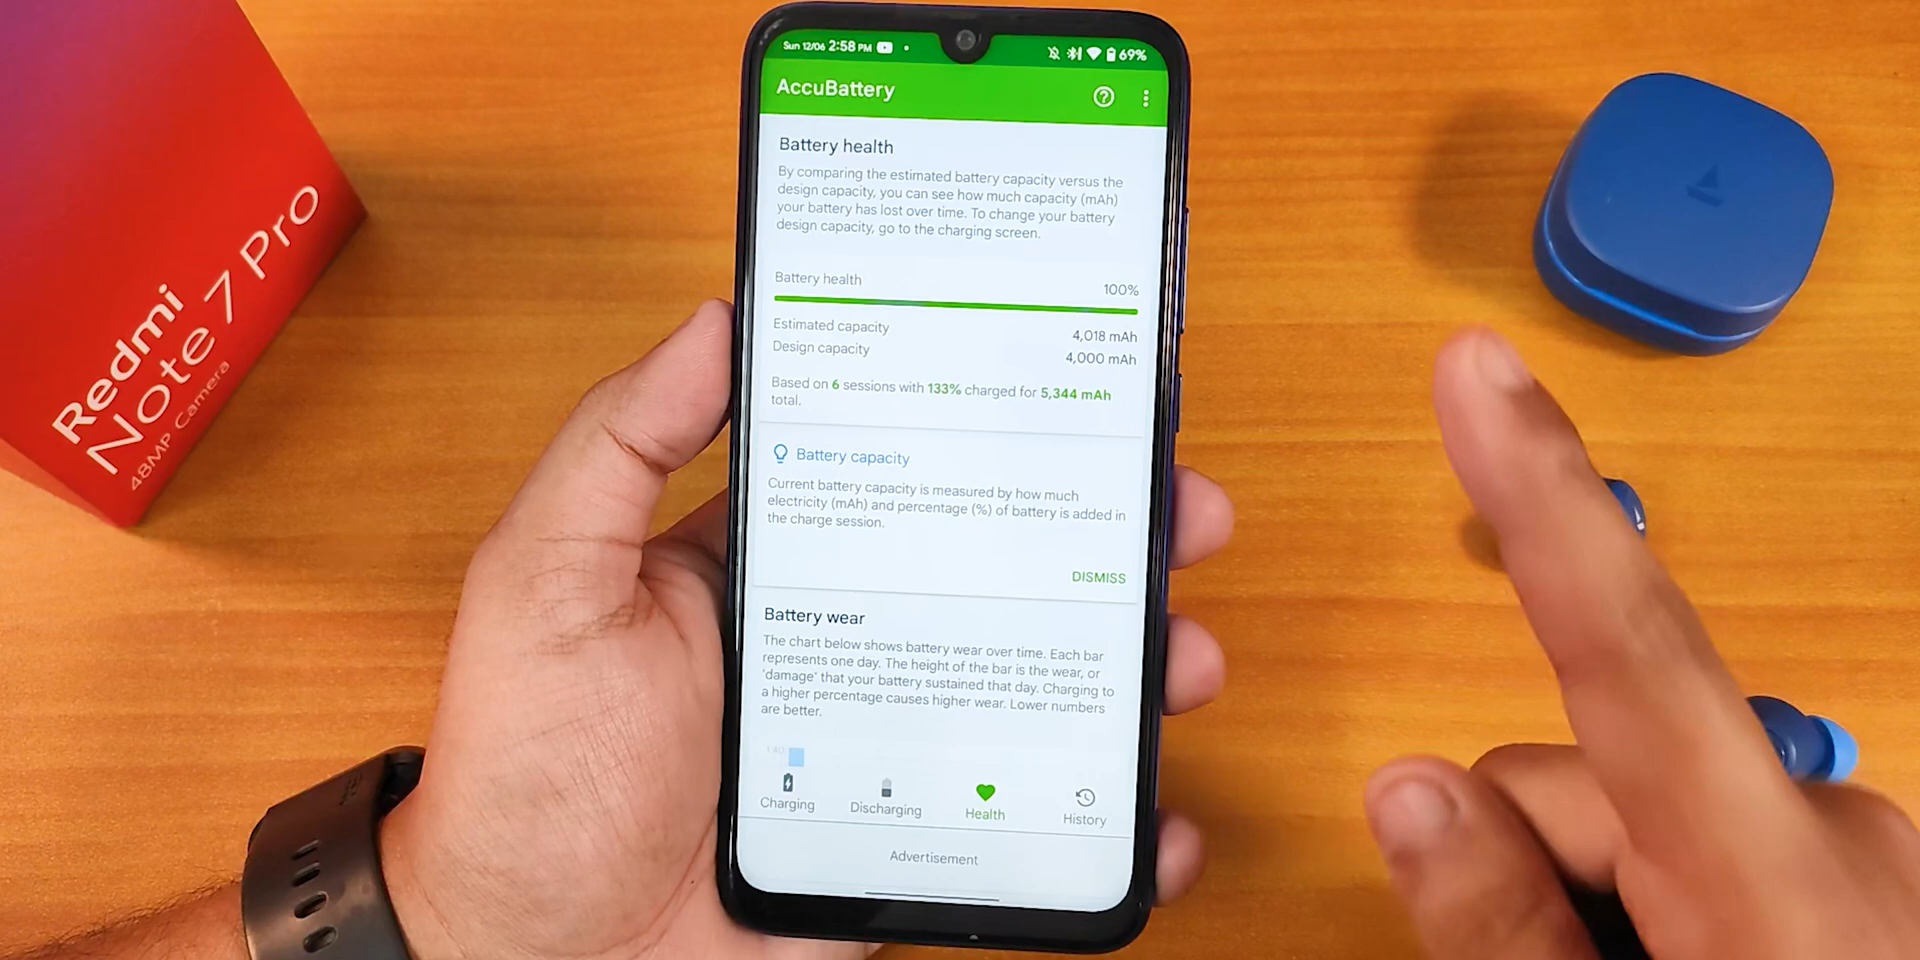 Redmi
Note 7 Pro
48MP Camera
Sun 12/06 2:58 PM
69%
AccuBattery
Battery health
By comparing the estimated battery capacity versus the
design capacity, you can see how much capacity (mAh)
your battery has lost over time. To change your battery
design capacity, go to the charging screen.
Battery health 100%
Estimated capacity 4,018 mAh
Design capacity 4,000 mAh
Based on 6 sessions with 133% charged for 5,344 mAh
total.
Battery capacity
Current battery capacity is measured by how much
electricity (mAh) and percentage (%) of battery is added in
the charge session.
DISMISS
Battery wear
The chart below shows battery wear over time. Each bar
represents one day. The height of the bar is the wear, or
'damage' that your battery sustained that day. Charging to
a higher percentage causes higher wear. Lower numbers
are better.
Charging Discharging Health History
Advertisement